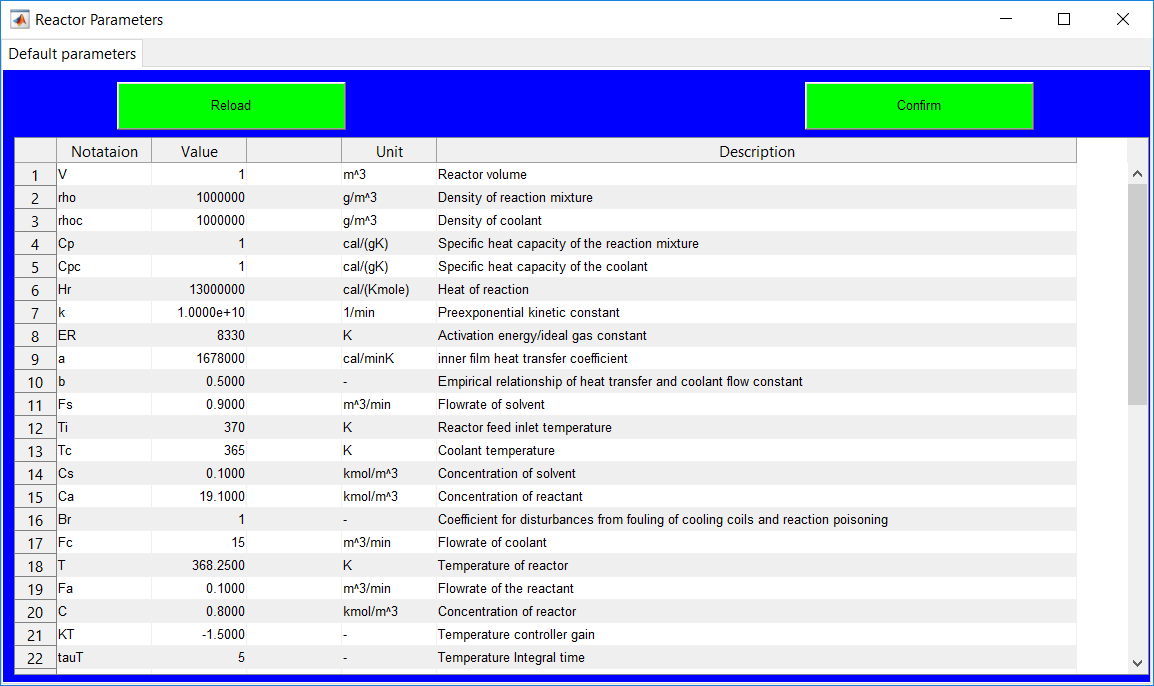 Reactor Parameters
Default parameters
Reload Confirm
Notataion Value Unit Description
1 V 1 m^3 Reactor volume
2 rho 1000000 g/m^3 Density of reaction mixture
3 rhoc 1000000 g/m^3 Density of coolant
4 Cp 1 cal/(gK) Specific heat capacity of the reaction mixture
5 Cpc 1 cal/(gK) Specific heat capacity of the coolant
6 Hr 13000000 cal/(Kmole) Heat of reaction
7 k 1.0000e+10 1/min Preexponential kinetic constant
8 ER 8330 K Activation energy/ideal gas constant
9 a 1678000 cal/minK inner film heat transfer coefficient
10 b 0.5000 - Empirical relationship of heat transfer and coolant flow constant
11 Fs 0.9000 m^3/min Flowrate of solvent
12 Ti 370 K Reactor feed inlet temperature
13 Tc 365 K Coolant temperature
14 Cs 0.1000 kmol/m^3 Concentration of solvent
15 Ca 19.1000 kmol/m^3 Concentration of reactant
16 Br 1 - Coefficient for disturbances from fouling of cooling coils and reaction poisoning
17 Fc 15 m^3/min Flowrate of coolant
18 T 368.2500 K Temperature of reactor
19 Fa 0.1000 m^3/min Flowrate of the reactant
20 C 0.8000 kmol/m^3 Concentration of reactor
21 KT -1.5000 - Temperature controller gain
22 tauT 5 - Temperature Integral time